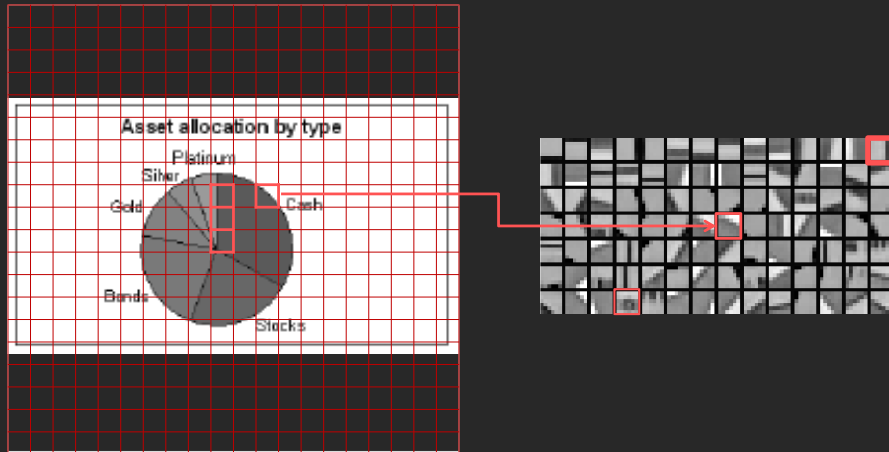 Asset allocation by type
Platinum
Silver
Gold
Cash
Bonds
Stocks